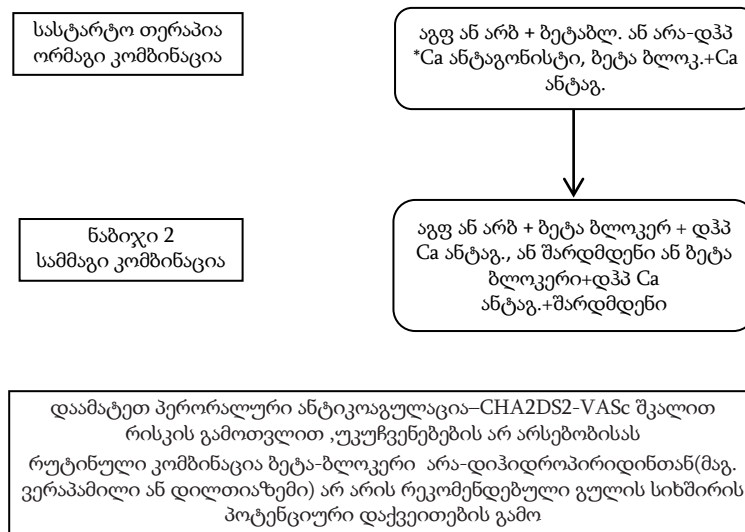 სასტარტო თერაპია
ორმაგი კომბინაცია
აგფ ან არბ + ბეტაბლ. ან არა-დჰპ
*Ca ანტაგონისტი, ბეტა ბლოკ.+Ca
ანტაგ.
ნაბიჯი 2
სამმაგი კომბინაცია
აგფ ან არბ + ბეტა ბლოკერ + დჰპ
Ca ანტაგ., ან შარდმდენი ან ბეტა
ბლოკერი+დჰპ Ca
ანტაგ.+შარდმდენი
დაამატეთ პერორალური ანტიკოაგულაცია–CHA2DS2-VASc შკალით
რისკის გამოთვლით ,უკუჩვენებების არ არსებობისას
რუტინული კომბინაცია ბეტა-ბლოკერი არა-დიჰიდროპირიდინთან(მაგ.
ვერაპამილი ან დილთიაზემი) არ არის რეკომენდებული გულის სიხშირის
პოტენციური დაქვეითების გამო